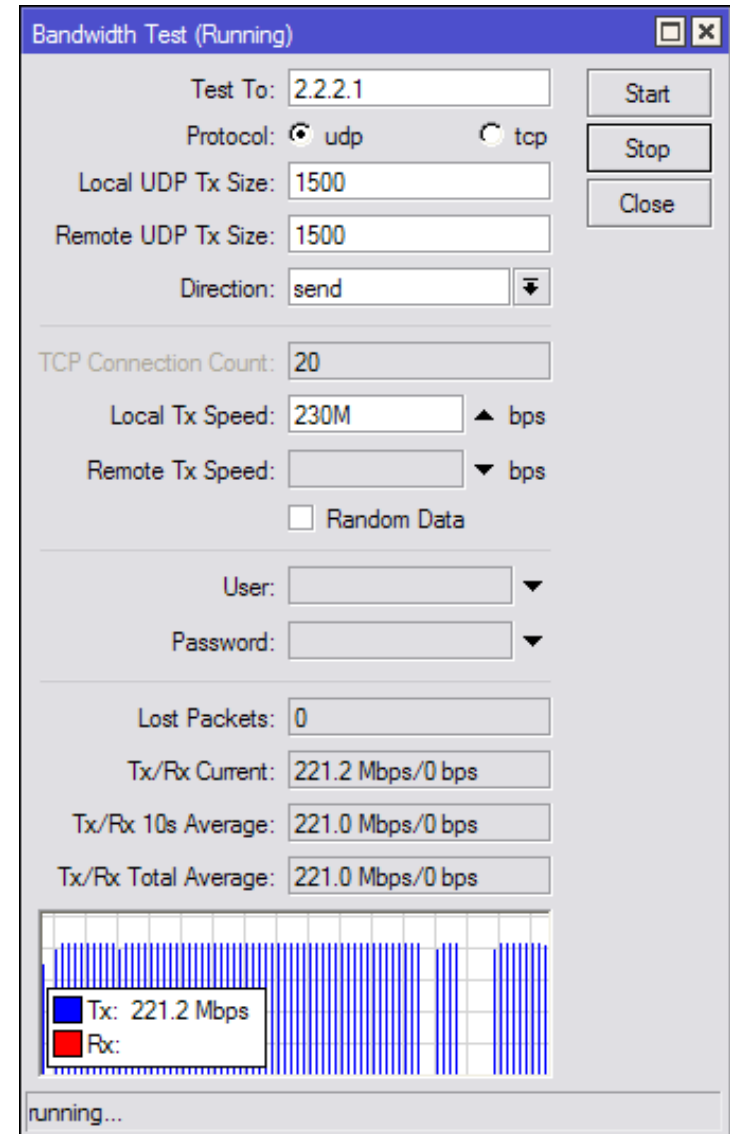 Bandwidth Test (Running)
Test To: 2.2.2.1 Start
Protocol: udp tcp Stop
Local UDP Tx Size: 1500 Close
Remote UDP Tx Size: 1500
Direction: send
TCP Connection Count: 20
Local Tx Speed: 230M bps
Remote Tx Speed: bps
Random Data
User:
Password:
Lost Packets: 0
Tx/Rx Current: 221.2 Mbps/0 bps
Tx/Rx 10s Average: 221.0 Mbps/0 bps
Tx/Rx Total Average: 221.0 Mbps/0 bps
Tx: 221.2 Mbps
Rx:
running...